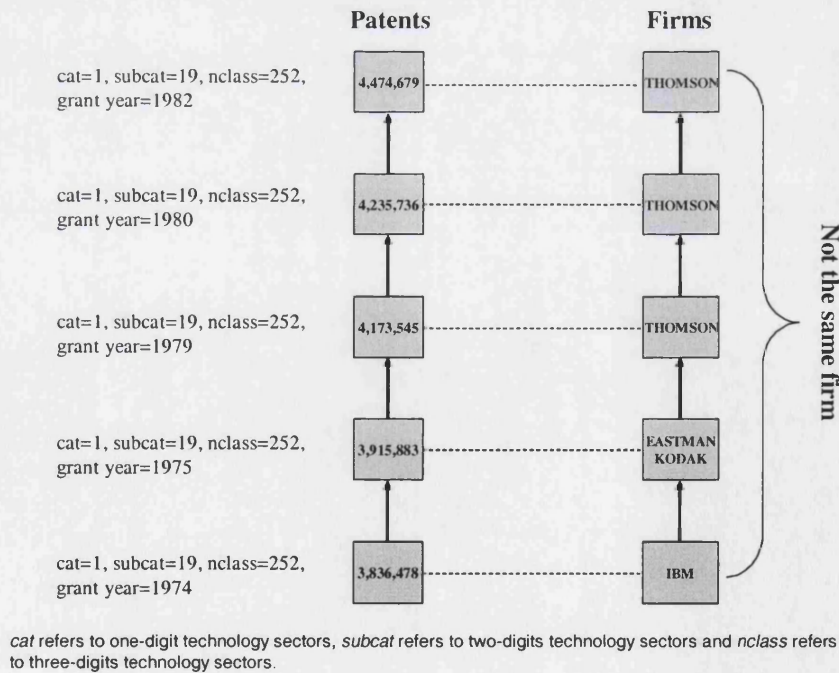 Patents Firms
cat=1, subcat=19, nclass=252,
grant year=1982
4,474,679 THOMSON
cat=1, subcat=19, nclass=252,
grant year=1980
4,235,736 THOMSON
cat=1, subcat=19, nclass=252,
grant year=1979
4,173,545 THOMSON
cat=1, subcat=19, nclass=252,
grant year=1975
3,915,883 EASTMAN
KODAK
cat=1, subcat=19, nclass=252,
grant year=1974
3,836,478 IBM
Not the same firm
cat refers to one-digit technology sectors, subcat refers to two-digits technology sectors and nclass refers
to three-digits technology sectors.